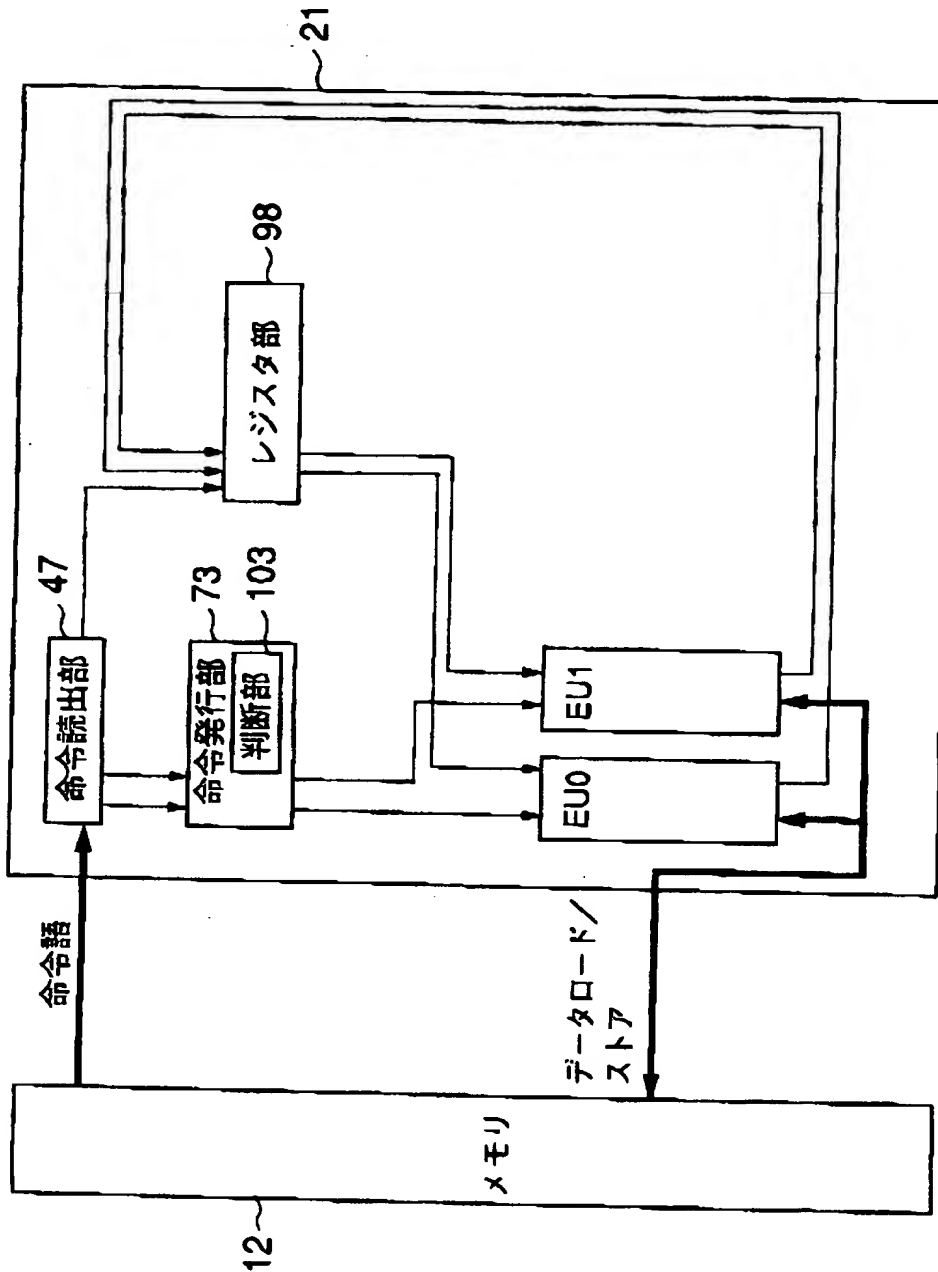 21
47
命令読出部
98
レジスタ部
73
命令発行部
103
判断部
EU1
EU0
命令語
データロード/
ストア
メモリ
12